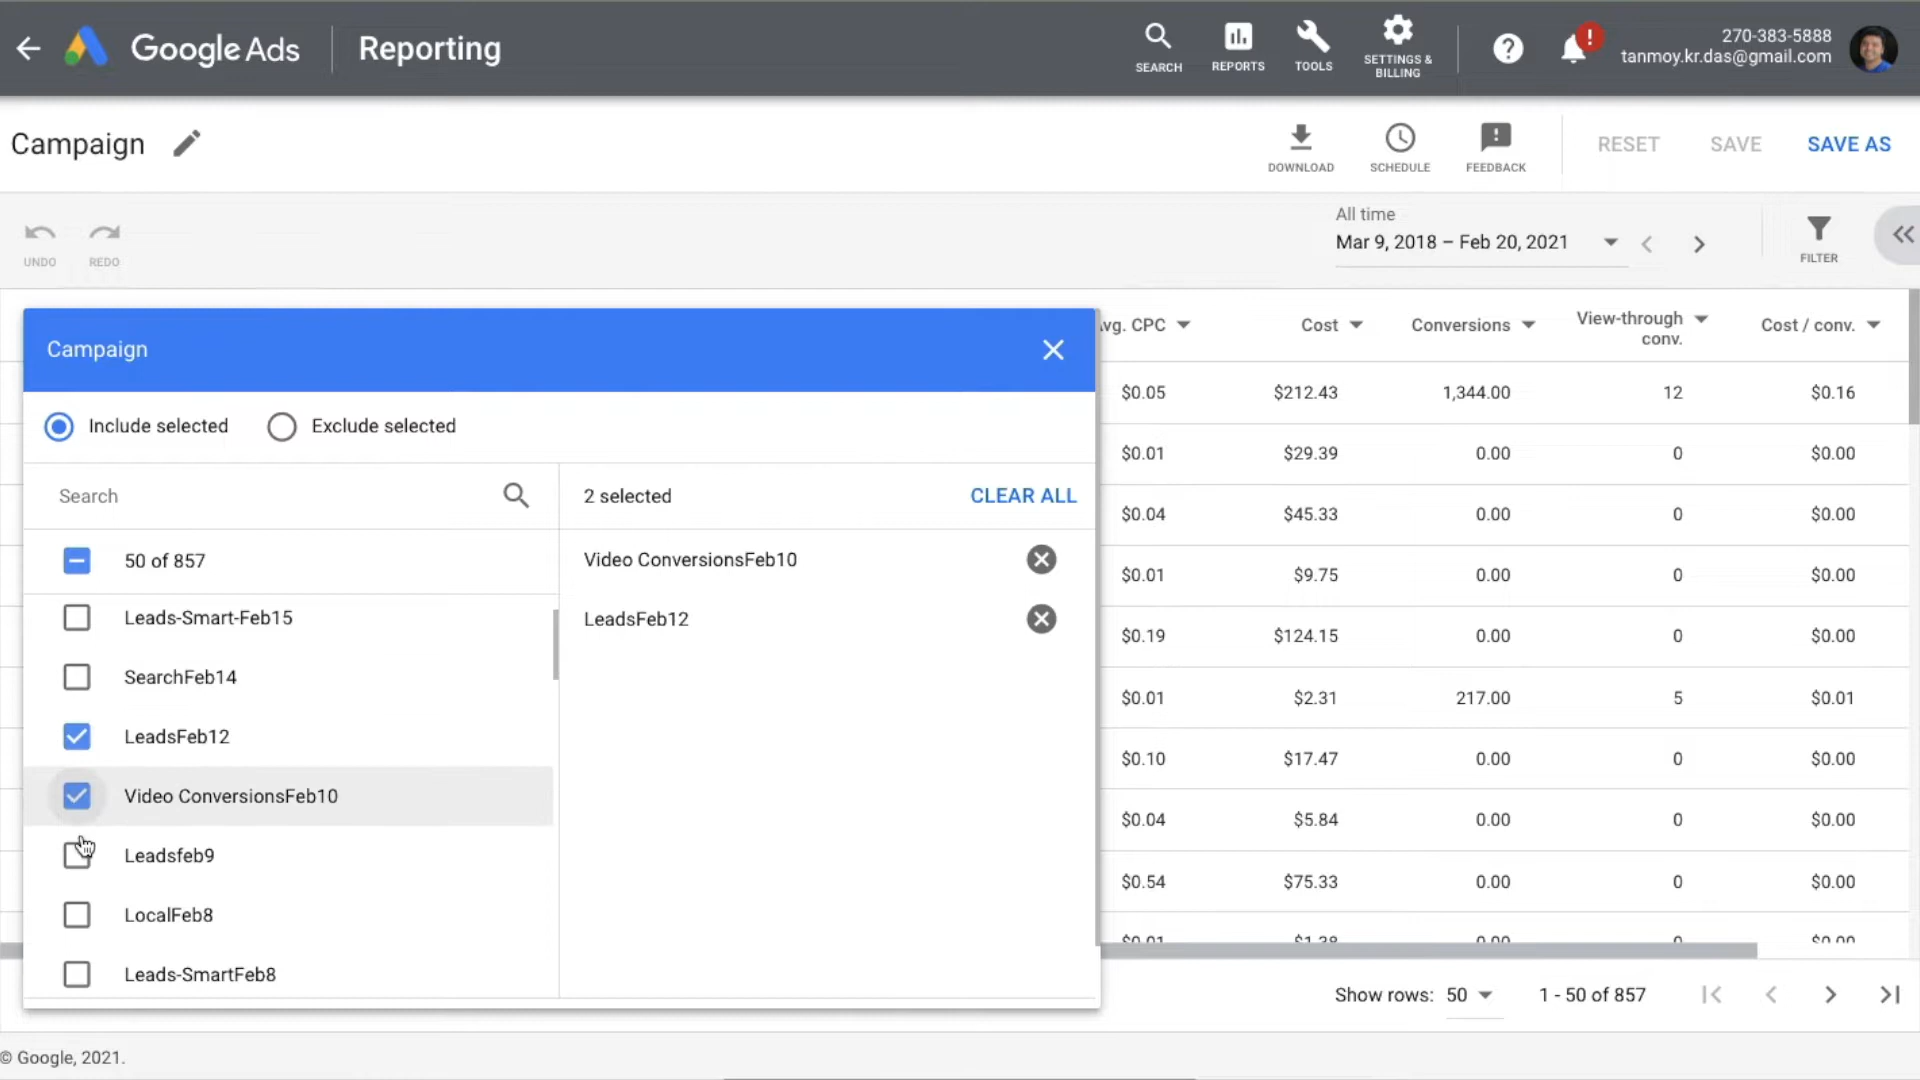 Google Ads
Reporting
SEARCH
REPORTS
TOOLS
SETTINGS &
BILLING
!
270-383-5888
tanmoy.kr.das@gmail.com
Campaign
DOWNLOAD
SCHEDULE
FEEDBACK
RESET
SAVE
SAVE AS
UNDO
REDO
All time
Mar 9, 2018 – Feb 20, 2021
FILTER
Campaign
Include selected
Exclude selected
Search
2 selected
CLEAR ALL
50 of 857
Leads-Smart-Feb15
SearchFeb14
LeadsFeb12
Video ConversionsFeb10
Leadsfeb9
LocalFeb8
Leads-SmartFeb8
Video ConversionsFeb10
LeadsFeb12
CPC Cost Conversions View-through
conv. Cost / conv.
$0.05 $212.43 1,344.00 12 $0.16
$0.01 $29.39 0.00 0 $0.00
$0.04 $45.33 0.00 0 $0.00
$0.01 $9.75 0.00 0 $0.00
$0.19 $124.15 0.00 0 $0.00
$0.01 $2.31 217.00 5 $0.01
$0.10 $17.47 0.00 0 $0.00
$0.04 $5.84 0.00 0 $0.00
$0.54 $75.33 0.00 0 $0.00
Show rows: 50 1 - 50 of 857
© Google, 2021.